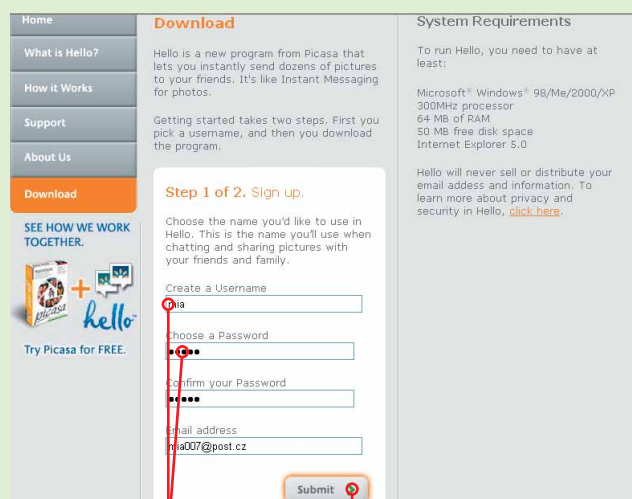 Home
What is Hello?
How it Works
Support
About Us
Download
SEE HOW WE WORK
TOGETHER.
picasa
hello
Try Picasa for FREE.
Download
Hello is a new program from Picasa that
lets you instantly send dozens of pictures
to your friends. It's like Instant Messaging
for photos.
Getting started takes two steps. First you
pick a username, and then you download
the program.
Step 1 of 2. Sign up.
Choose the name you'd like to use in
Hello. This is the name you'll use when
chatting and sharing pictures with
your friends and family.
Create a Username
mia
Choose a Password
•••••
Confirm your Password
•••••
Email address
mia007@post.cz
Submit
System Requirements
To run Hello, you need to have at
least:
Microsoft® Windows® 98/Me/2000/XP
300MHz processor
64 MB of RAM
50 MB free disk space
Internet Explorer 5.0
Hello will never sell or distribute your
email addess and information. To
learn more about privacy and
security in Hello, click here.